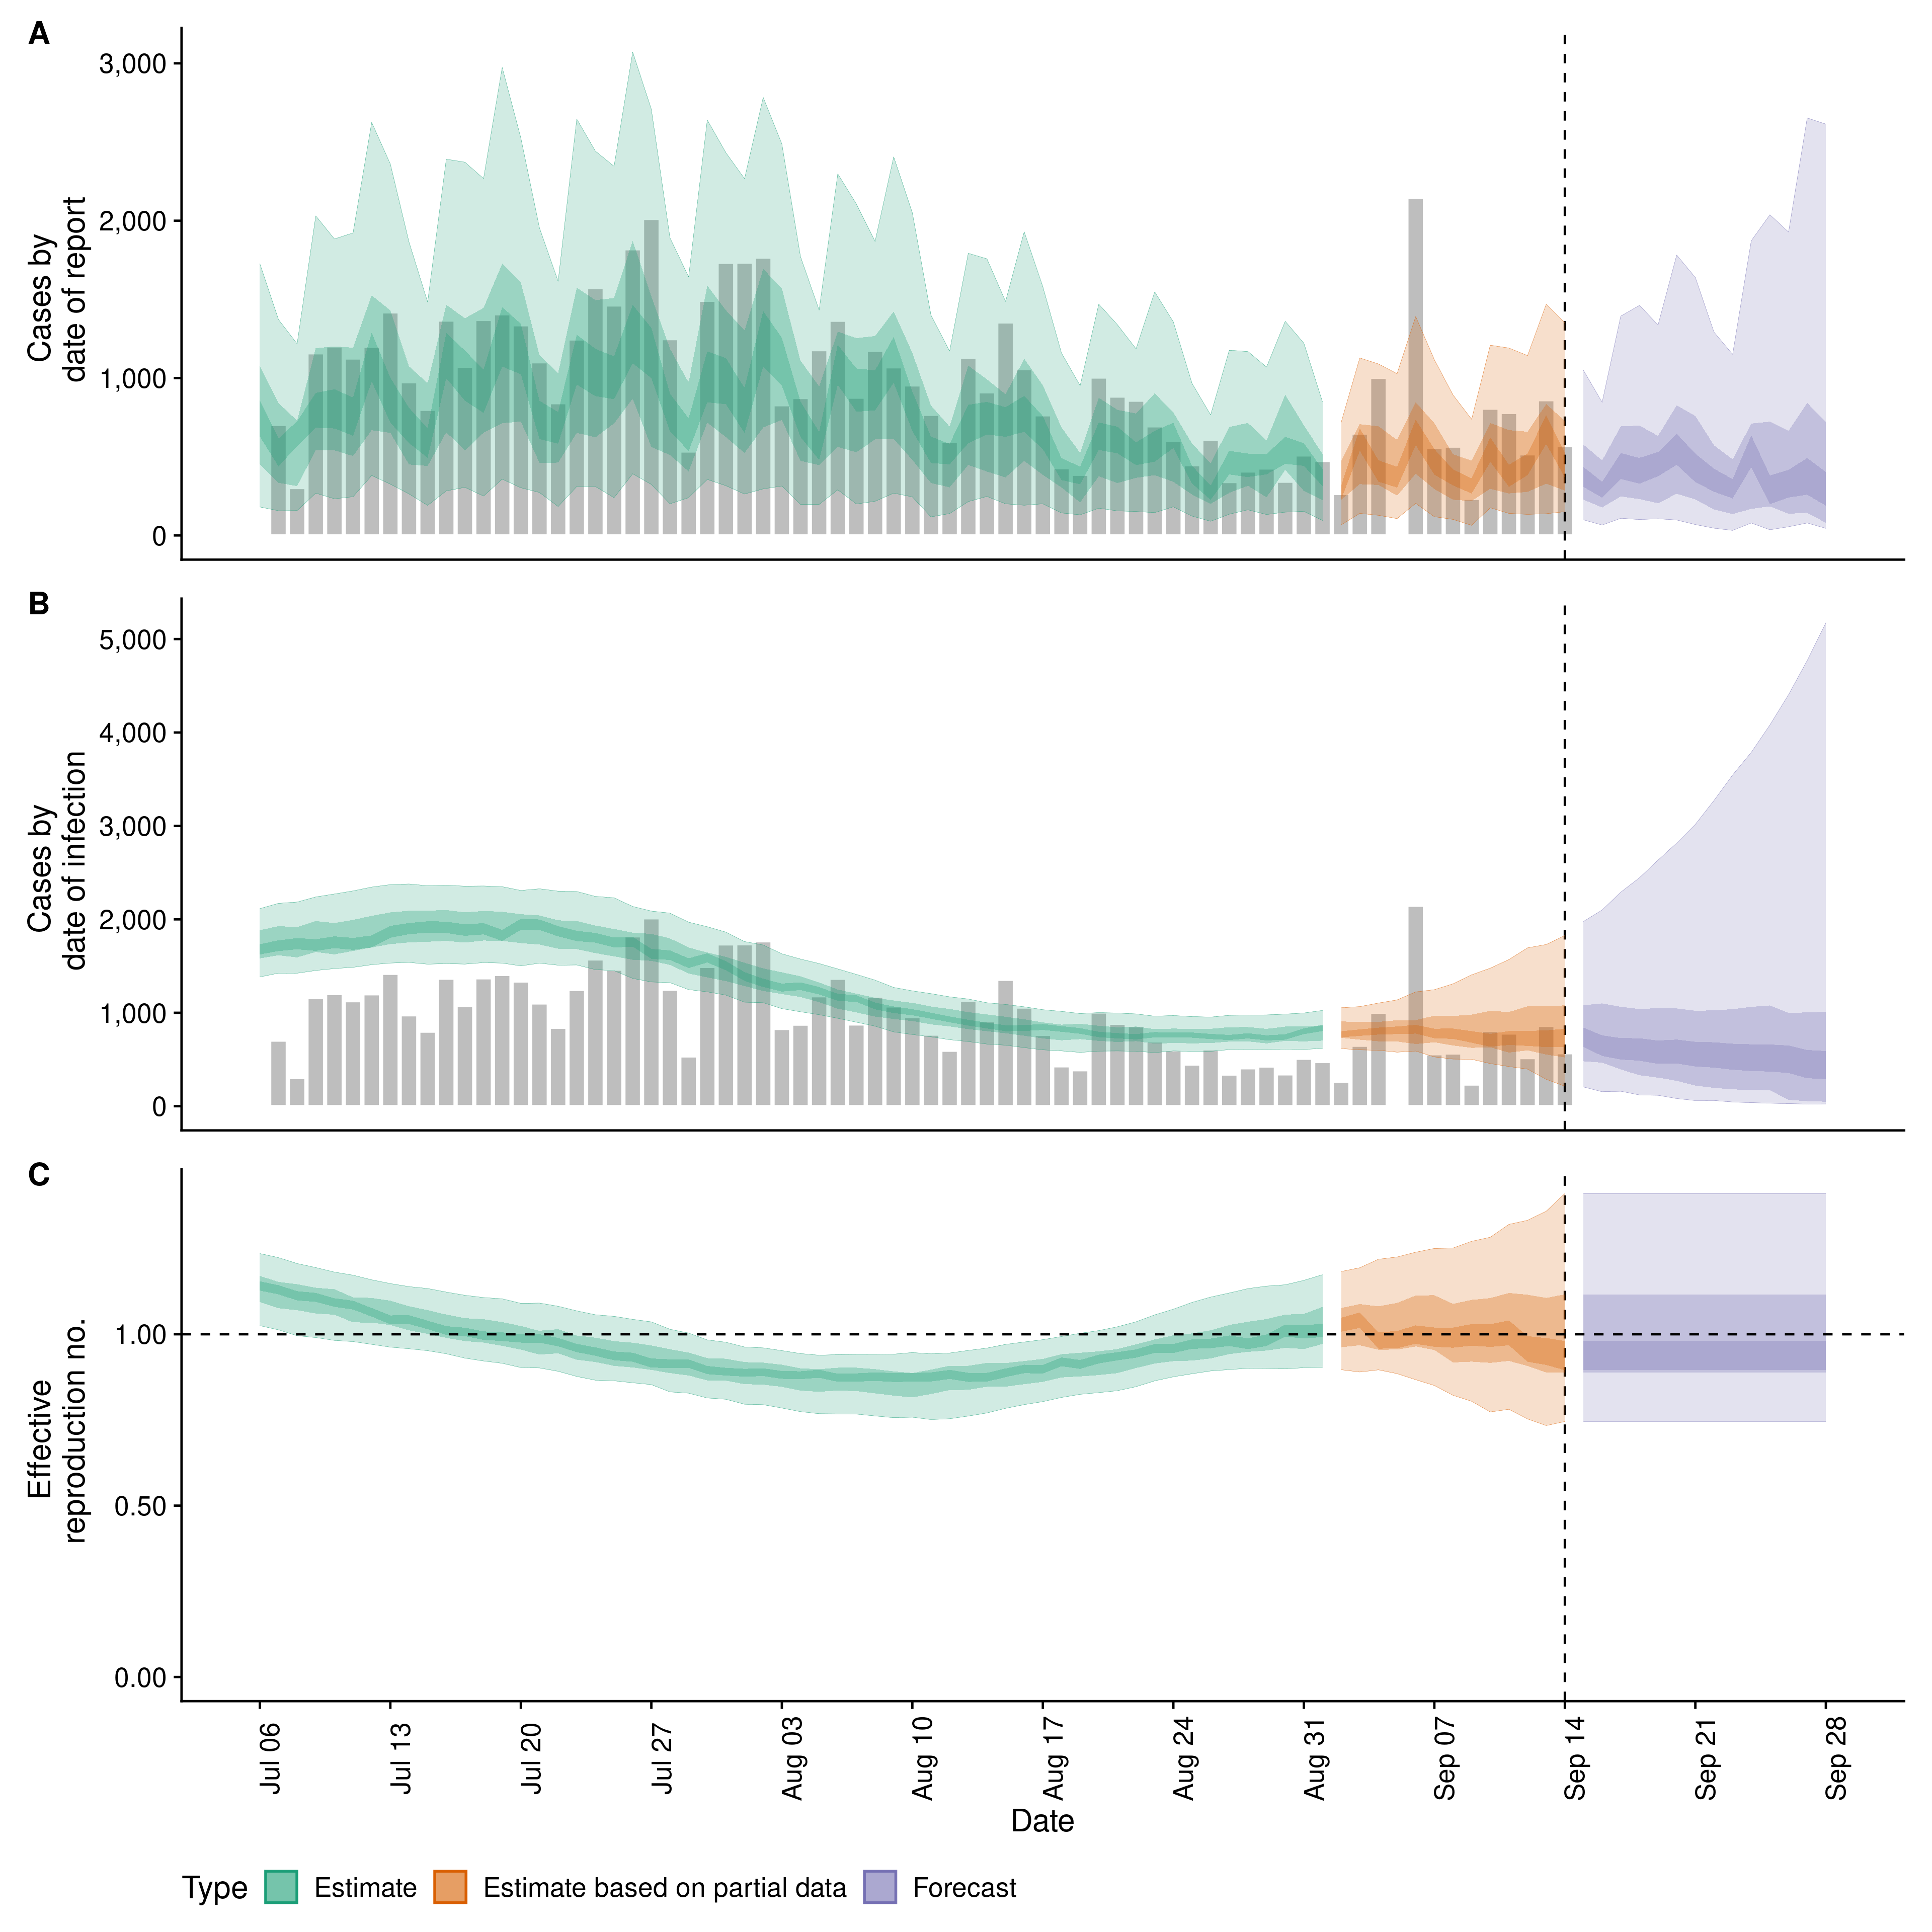 A
3,000
2,000
1,000
0
Cases by
date of report
B
5,000
4,000
3,000
2,000
1,000
0
Cases by
date of infection
C
1.00
0.50
0.00
Effective
reproduction no.
Jul 06
Jul 13
Jul 20
Jul 27
Aug 03
Aug 10
Aug 17
Aug 24
Aug 31
Sep 07
Sep 14
Sep 21
Sep 28
Date
Type Estimate Estimate based on partial data Forecast